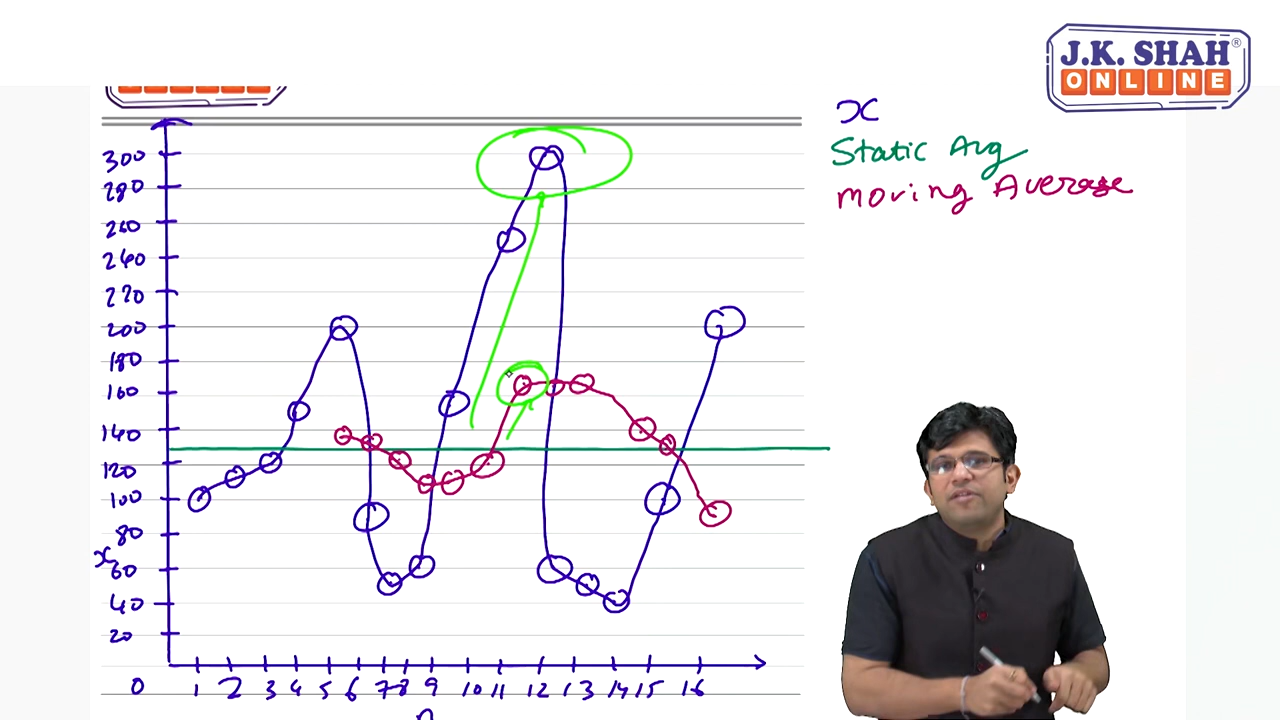 J.K. SHAH®
ONLINE
x
Static Avg
moving Average
300
280
260
240
220
200
180
160
140
120
100
80
x
60
40
20
0 1 2 3 4 5 6 7 8 9 10 11 12 13 14 15 16
n